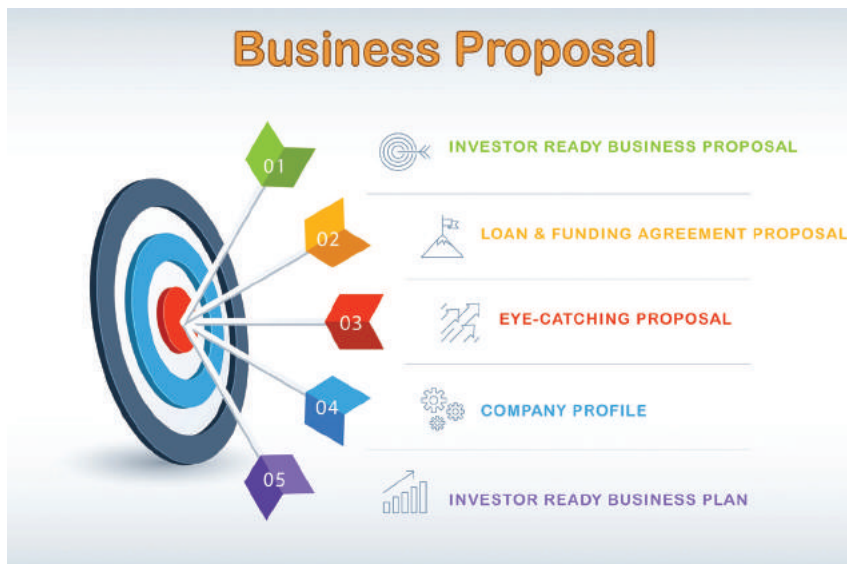 Business Proposal
01
INVESTOR READY BUSINESS PROPOSAL
02
LOAN & FUNDING AGREEMENT PROPOSAL
03
EYE-CATCHING PROPOSAL
04
COMPANY PROFILE
05
INVESTOR READY BUSINESS PLAN